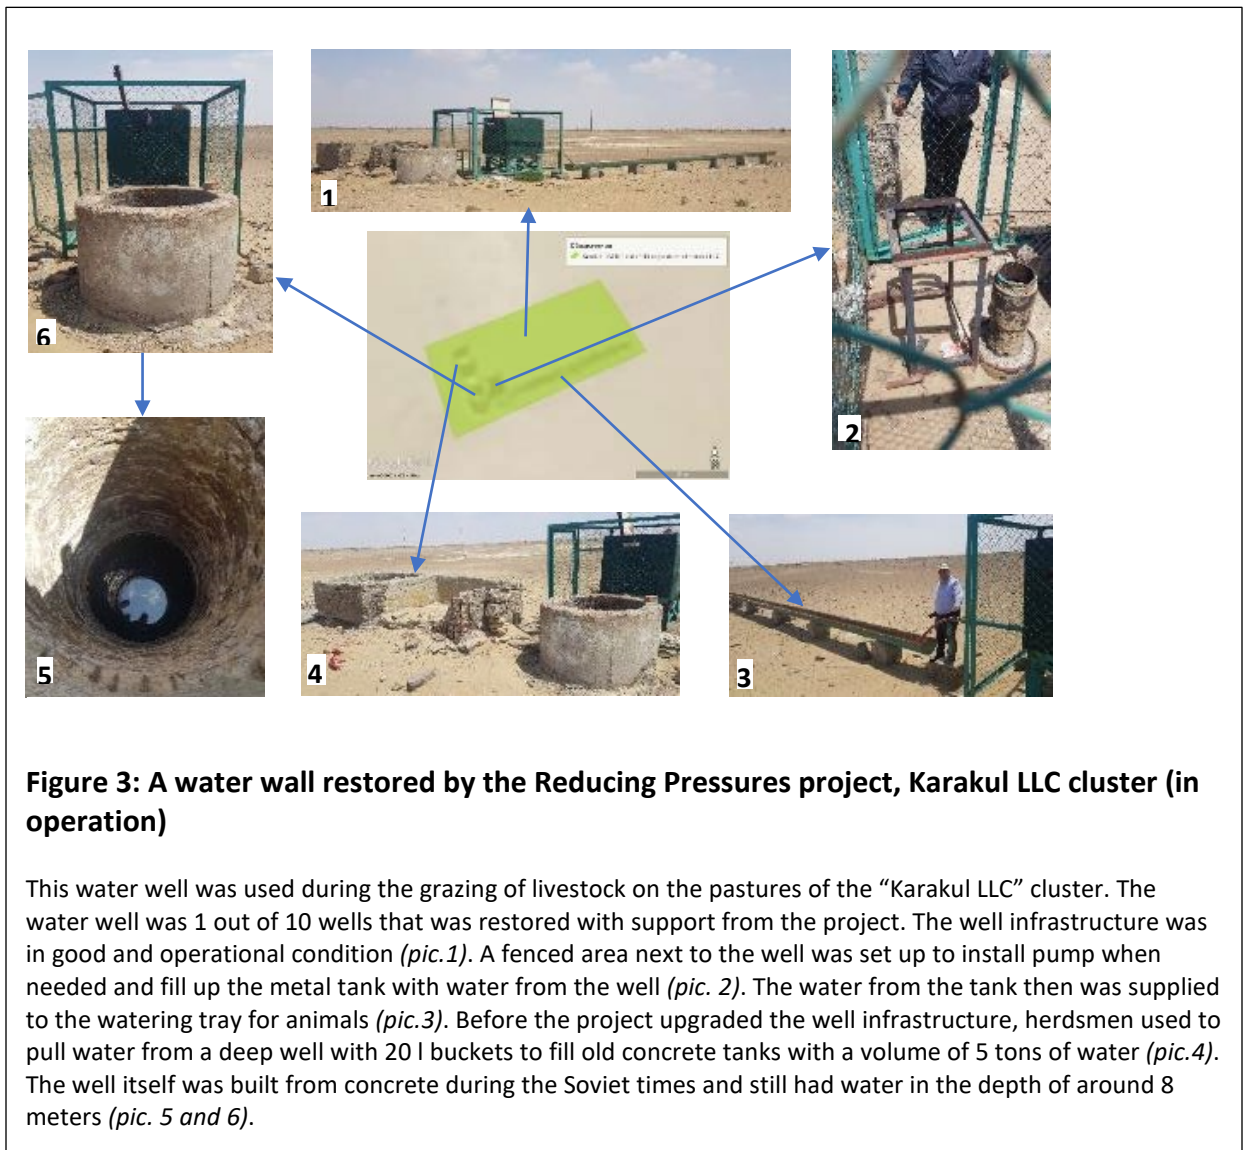 1
6
2
5
4
3
Figure 3: A water wall restored by the Reducing Pressures project, Karakul LLC cluster (in
operation)
This water well was used during the grazing of livestock on the pastures of the “Karakul LLC” cluster. The
water well was 1 out of 10 wells that was restored with support from the project. The well infrastructure was
in good and operational condition (pic.1). A fenced area next to the well was set up to install pump when
needed and fill up the metal tank with water from the well (pic. 2). The water from the tank then was supplied
to the watering tray for animals (pic.3). Before the project upgraded the well infrastructure, herdsmen used to
pull water from a deep well with 20 l buckets to fill old concrete tanks with a volume of 5 tons of water (pic.4).
The well itself was built from concrete during the Soviet times and still had water in the depth of around 8
meters (pic. 5 and 6).